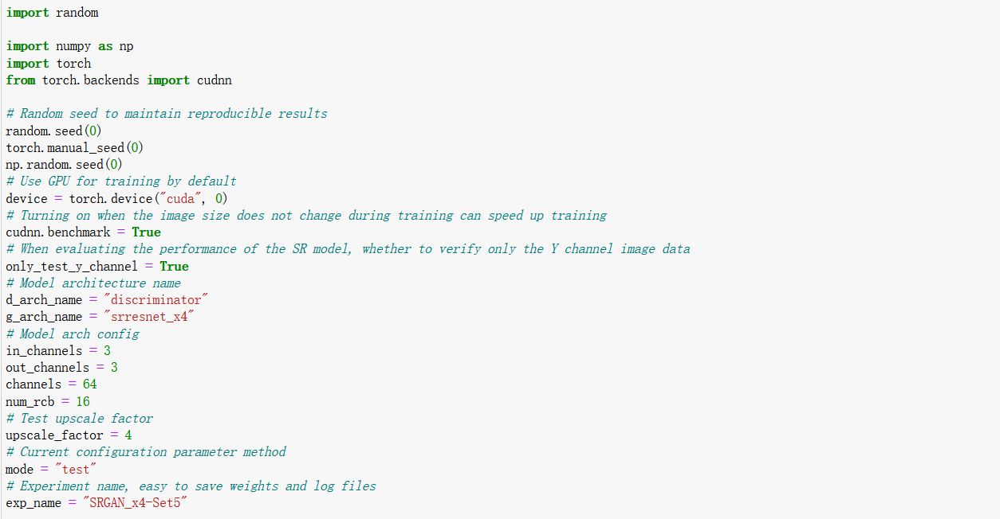 import random
import numpy as np
import torch
from torch.backends import cudnn
# Random seed to maintain reproducible results
random.seed(0)
torch.manual_seed(0)
np.random.seed(0)
# Use GPU for training by default
device = torch.device("cuda", 0)
# Turning on when the image size does not change during training can speed up training
cudnn.benchmark = True
# When evaluating the performance of the SR model, whether to verify only the Y channel image data
only_test_y_channel = True
# Model architecture name
d_arch_name = "discriminator"
g_arch_name = "srresnet_x4"
# Model arch config
in_channels = 3
out_channels = 3
channels = 64
num_rcb = 16
# Test upscale factor
upscale_factor = 4
# Current configuration parameter method
mode = "test"
# Experiment name, easy to save weights and log files
exp_name = "SRGAN_x4-Set5"